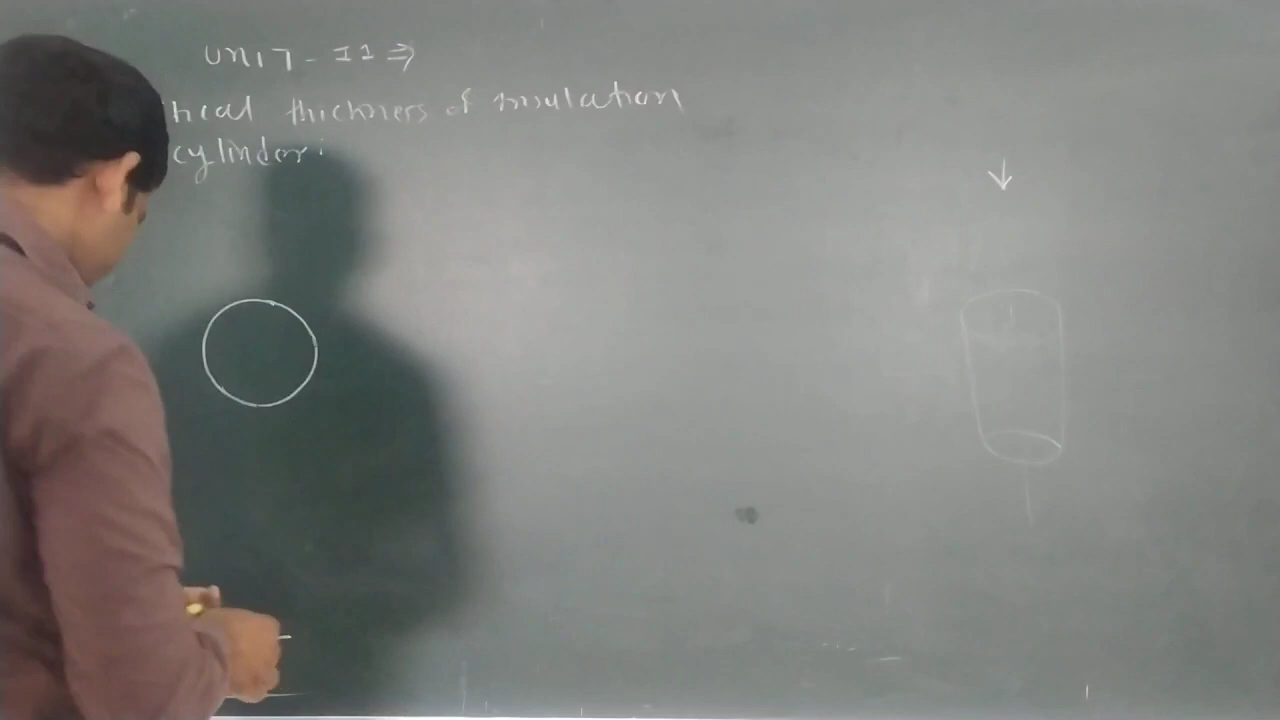 UNIT - II ⇒
tical thickness of insulation
cylinder: